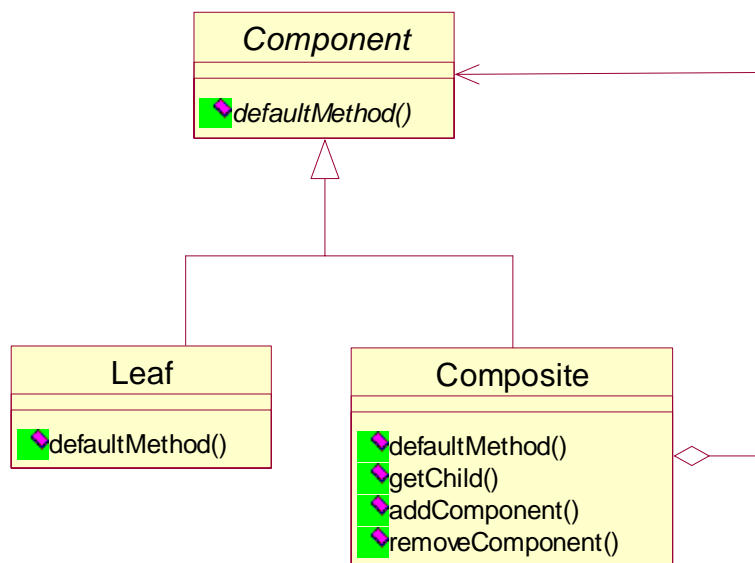 Component
defaultMethod()
Leaf
defaultMethod()
Composite
defaultMethod()
getChild()
addComponent()
removeComponent()